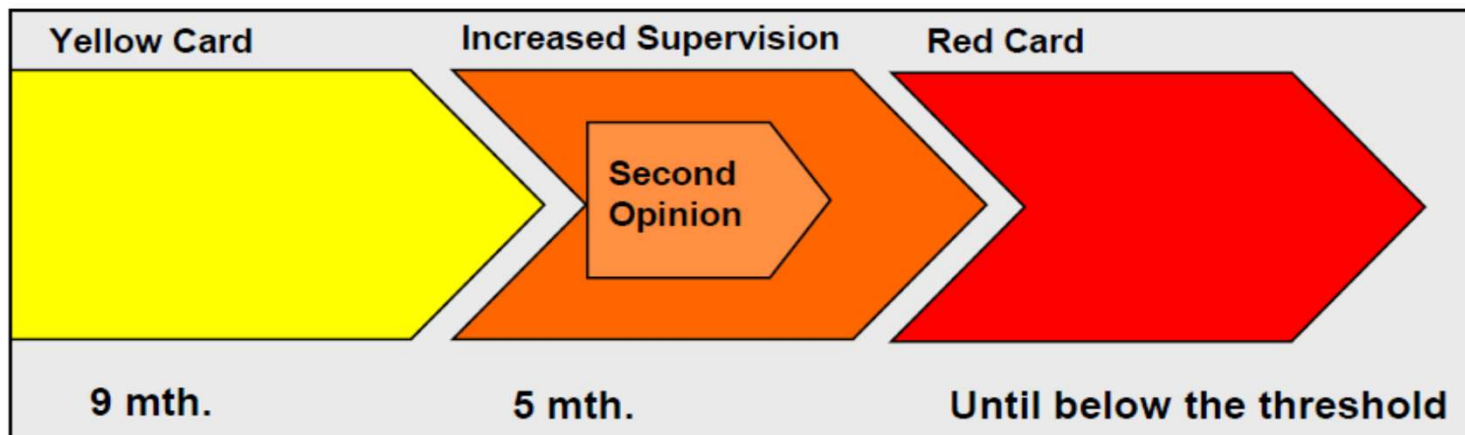 Yellow Card
Increased Supervision
Red Card
Second
Opinion
9 mth.
5 mth.
Until below the threshold